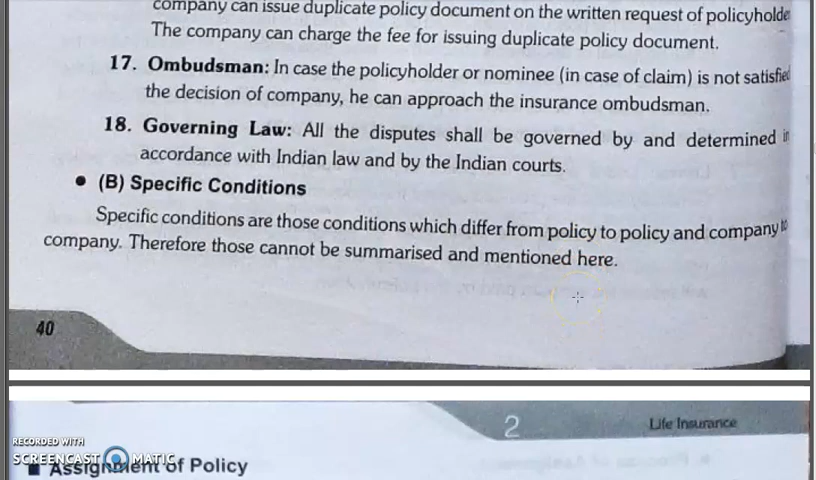 company can issue duplicate policy document on the written request of policyholde
The company can charge the fee for issuing duplicate policy document.
17. Ombudsman: In case the policyholder or nominee (in case of claim) is not satisfied
the decision of company, he can approach the insurance ombudsman.
18. Governing Law: All the disputes shall be governed by and determined in
accordance with Indian law and by the Indian courts.
• (B) Specific Conditions
Specific conditions are those conditions which differ from policy to policy and company to
company. Therefore those cannot be summarised and mentioned here.
40
2 Life Insurance
RECORDED WITH
SCREENCAST MATIC
■ Assignment of Policy